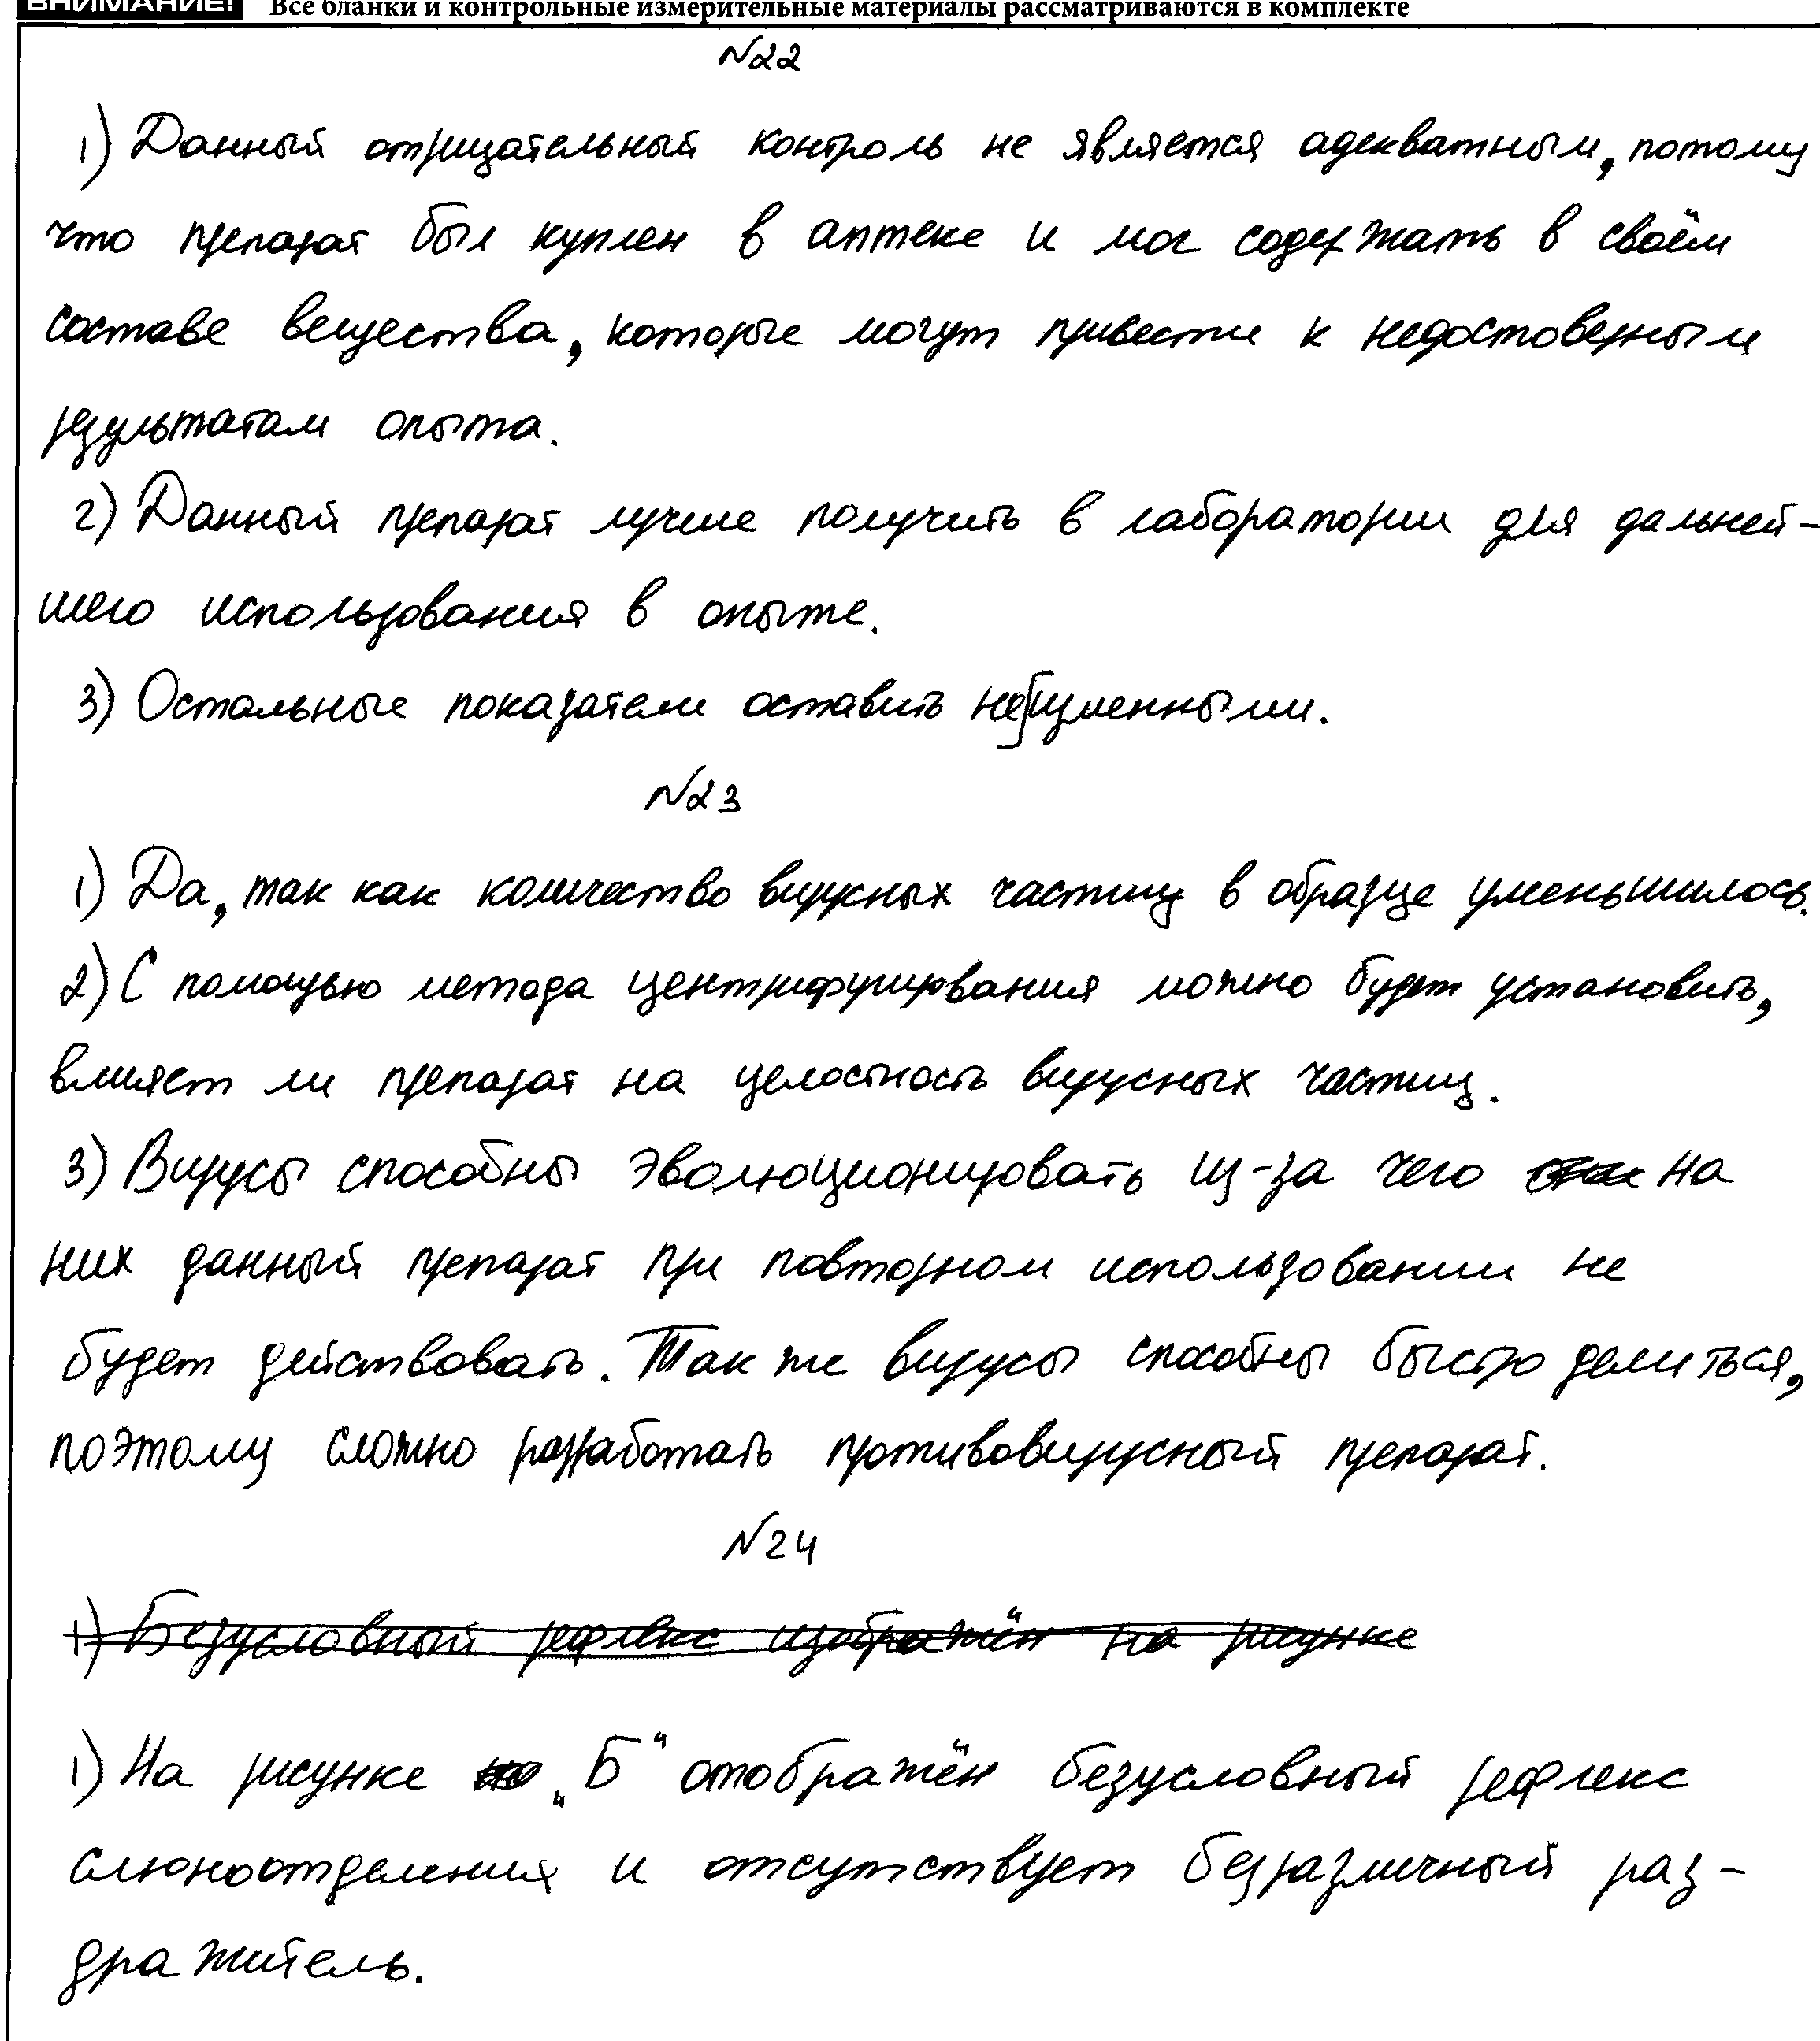 ВНИМАНИЕ! Все бланки и контрольные измерительные материалы рассматриваются в комплекте
№22
1) Данный отрицательный контроль не является адекватным, потому
что препарат был куплен в аптеке и мог содержать в своём
составе вещества, которые могут привести к недостоверным
результатам опыта.
2) Данный препарат лучше получить в лаборатории для дальней-
шего использования в опыте.
3) Остальные показатели оставить неизменными.
№23
1) Да, так как количество вирусных частиц в образце уменьшилось.
2) С помощью метода центрифугирования можно будет установить,
влияет ли препарат на целостность вирусных частиц.
3) Вирусы способны эволюционировать из-за чего на
них данный препарат при повторном использовании не
будет действовать. Так же вирусы способны быстро делиться,
поэтому сложно разработать противовирусный препарат.
№24
1) Безусловный рефлекс изображён на рисунке
1) На рисунке „Б“ отображён безусловный рефлекс
слюноотделения и отсутствует безразличный раз-
дражитель.